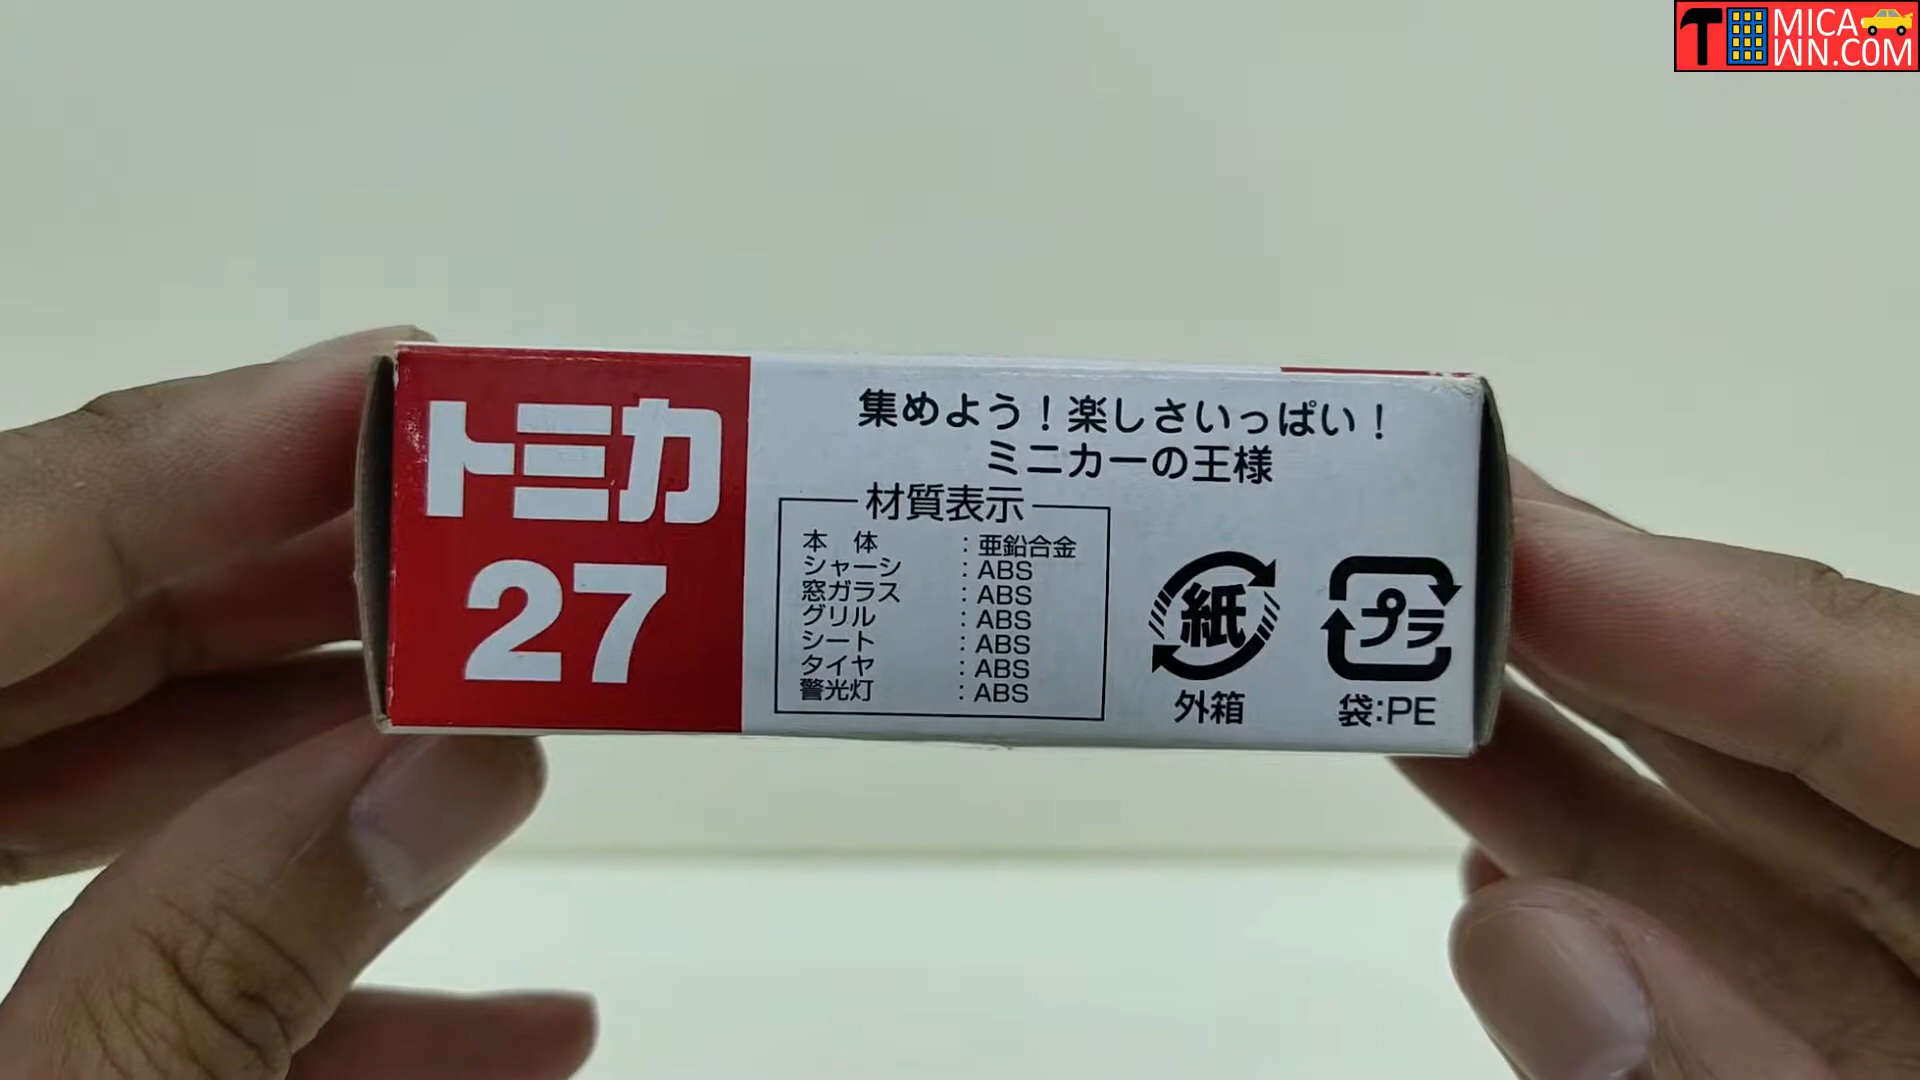 TOMICA
TOWN.COM
トミカ
27
集めよう！楽しさいっぱい！
ミニカーの王様
材質表示
本 体 : 亜鉛合金
シャーシ : ABS
窓ガラス : ABS
グリル : ABS
シート : ABS
タイヤ : ABS
警光灯 : ABS
紙
外箱
プラ
袋:PE